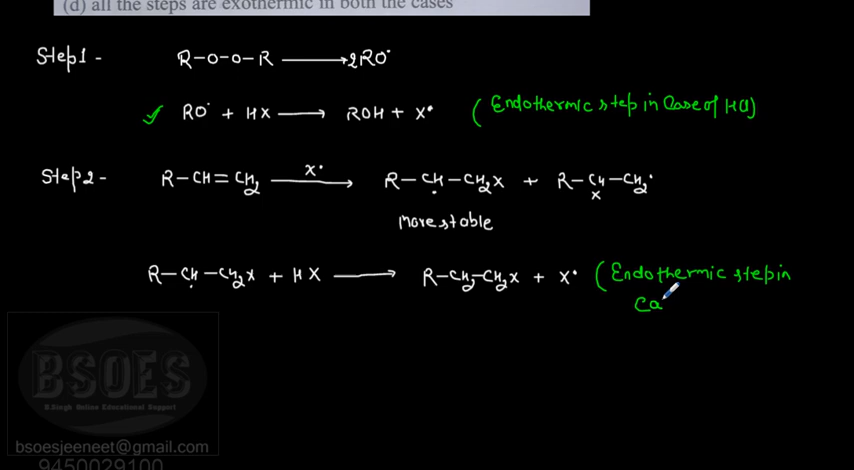 (d) all the steps are exothermic in both the cases
Step1 - R-O-O-R ⟶ 2RO•
✓ RO• + HX ⟶ ROH + X• (Endothermic step in Case of HCl)
Step2 - R-CH=CH2 X• ⟶ R-CH-CH2X + R-CH-CH2•
X
More stable
R-CH-CH2X + HX ⟶ R-CH2-CH2X + X• (Endothermic step in
Ca
BSOES
B.Singh Online Educational Support
bsoesjeeneet@gmail.com
9450029100